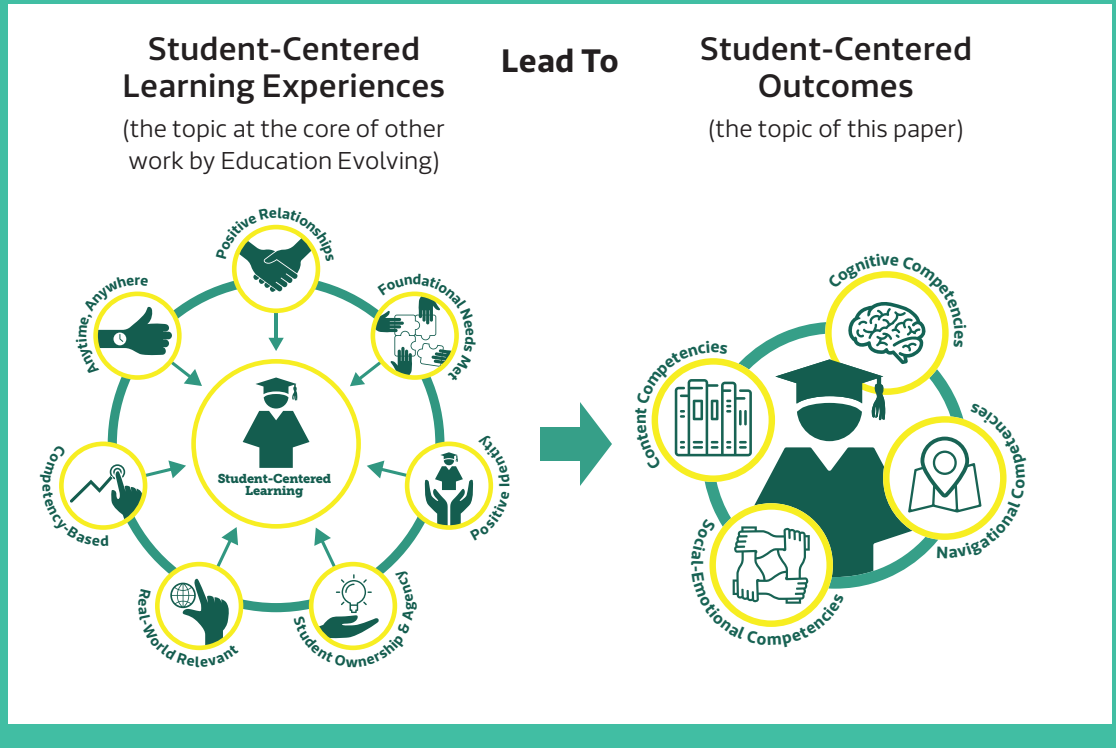 Student-Centered
Learning Experiences
(the topic at the core of other
work by Education Evolving)
Lead To
Student-Centered
Outcomes
(the topic of this paper)
Positive Relationships
Foundational Needs Met
Positive Identity
Student Ownership & Agency
Real-World Relevant
Competency-Based
Anytime, Anywhere
Student-Centered
Learning
Cognitive Competencies
Navigational Competencies
Social-Emotional Competencies
Content Competencies